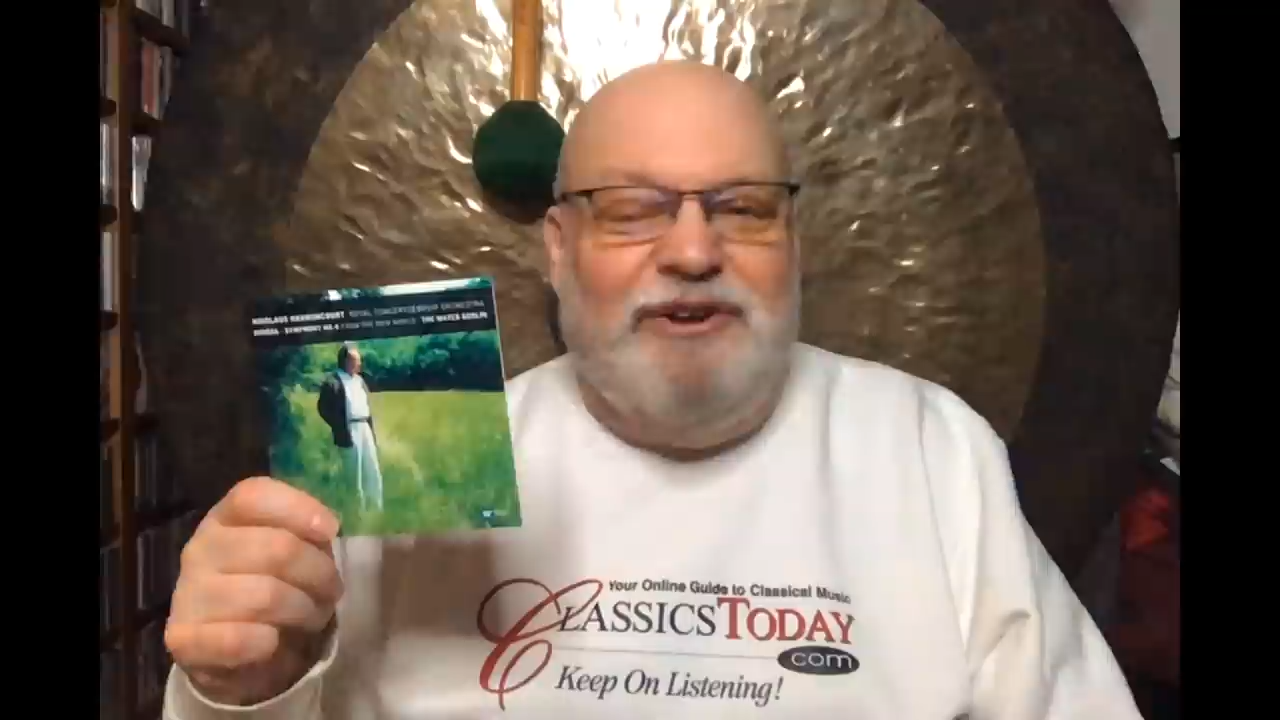 NIKOLAUS HARNONCOURT ROYAL CONCERTGEBOUW ORCHESTRA
DVORÁK · SYMPHONY NO.9 FROM THE NEW WORLD · THE WATER GOBLIN
Your Online Guide to Classical Music
CLASSICSTODAY
com
Keep On Listening!